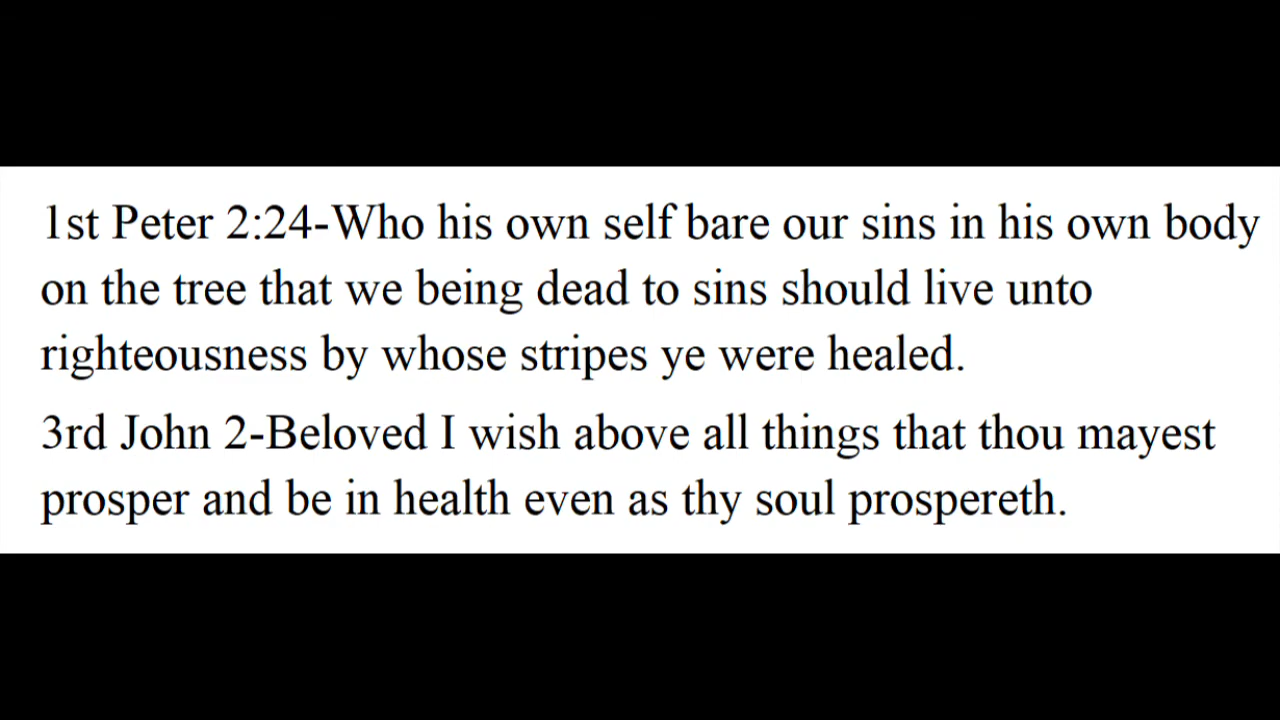 1st Peter 2:24-Who his own self bare our sins in his own body
on the tree that we being dead to sins should live unto
righteousness by whose stripes ye were healed.
3rd John 2-Beloved I wish above all things that thou mayest
prosper and be in health even as thy soul prospereth.